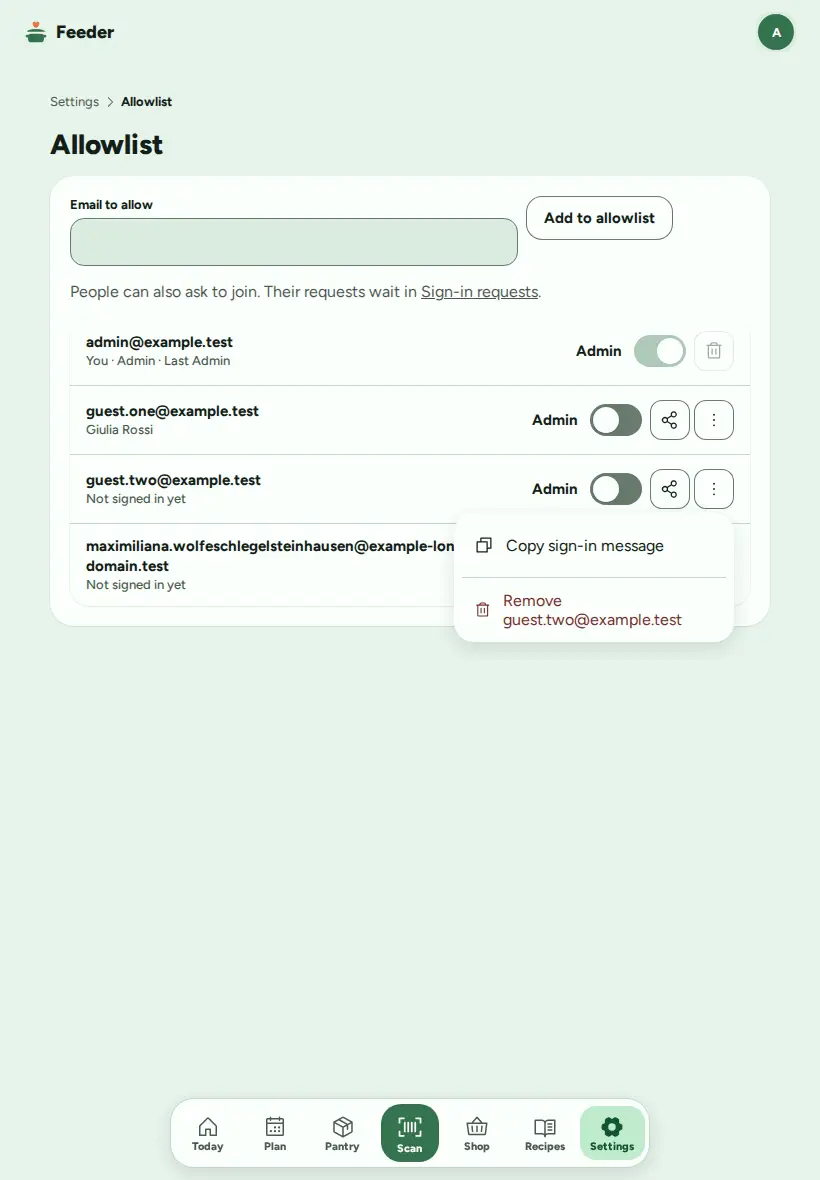 Feeder
A
Settings > Allowlist
Allowlist
Email to allow
Add to allowlist
People can also ask to join. Their requests wait in Sign-in requests.
admin@example.test
You · Admin · Last Admin
Admin
guest.one@example.test
Giulia Rossi
Admin
guest.two@example.test
Not signed in yet
Admin
maximiliana.wolfeschlegelsteinhausen@example-lon
domain.test
Not signed in yet
Copy sign-in message
Remove
guest.two@example.test
Today
Plan
Pantry
Scan
Shop
Recipes
Settings